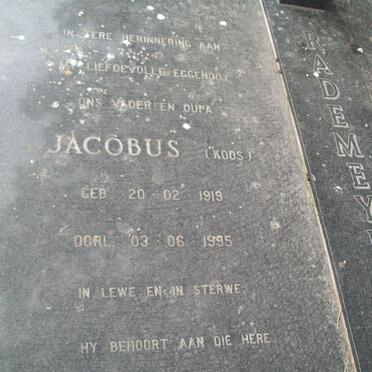 IN TERE HERINNERING AAN
MY LIEFDEVOLLE EGGENOOT
ONS VADER EN OUPA
JACOBUS (KOOS)
GEB. 20 · 02 · 1919
OORL. 03 · 06 · 1995
IN LEWE EN IN STERWE
HY BEHOORT AAN DIE HERE
RADEMEY